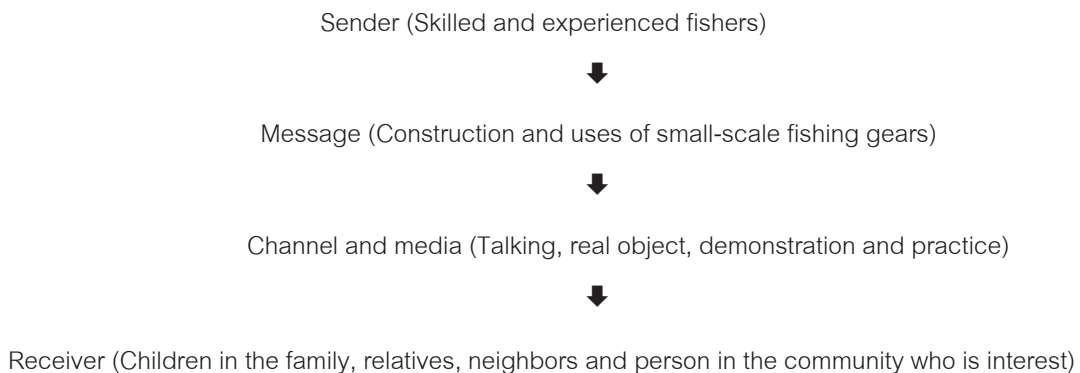 Sender (Skilled and experienced fishers)
Message (Construction and uses of small-scale fishing gears)
Channel and media (Talking, real object, demonstration and practice)
Receiver (Children in the family, relatives, neighbors and person in the community who is interest)